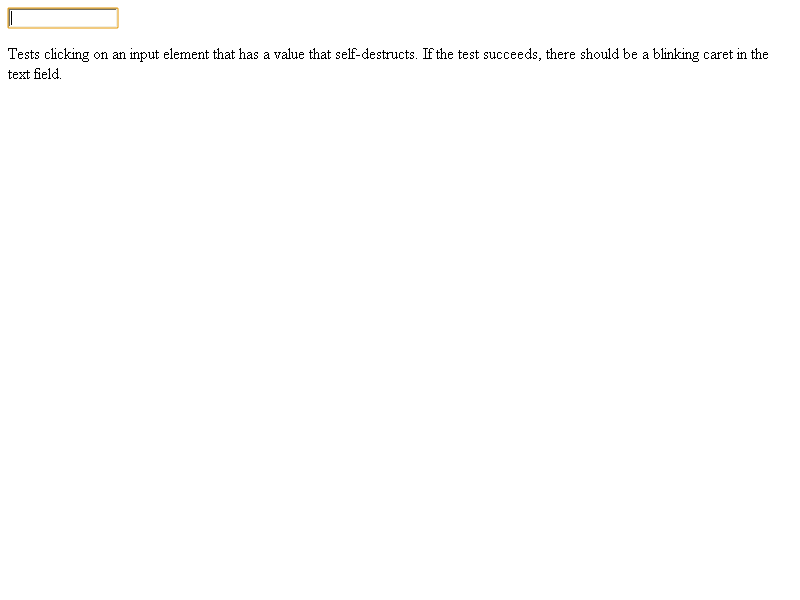 Tests clicking on an input element that has a value that self-destructs. If the test succeeds, there should be a blinking caret in the
text field.